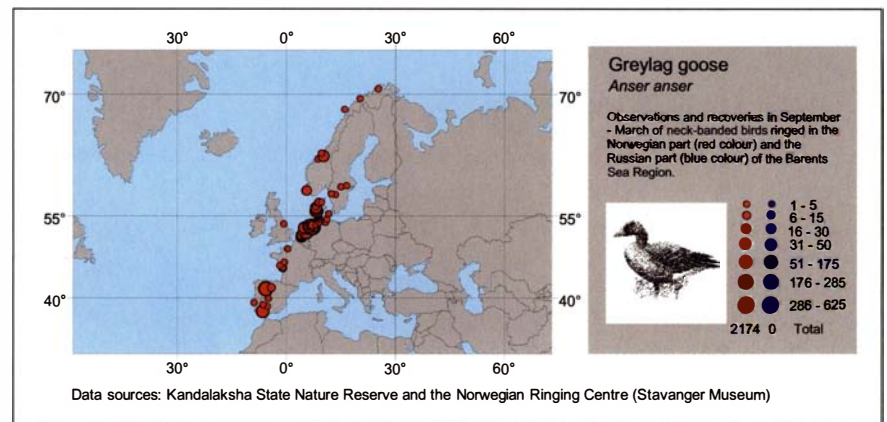 30° 0° 30° 60°
70° 70°
55° 55°
40° 40°
30° 0° 30° 60°
Greylag goose
Anser anser
Observations and recoveries in September
- March of neck-banded birds ringed in the
Norwegian part (red colour) and the
Russian part (blue colour) of the Barents
Sea Region.
1 - 5
6 - 15
16 - 30
31 - 50
51 - 175
176 - 285
286 - 625
2174 0 Total
Data sources: Kandalaksha State Nature Reserve and the Norwegian Ringing Centre (Stavanger Museum)